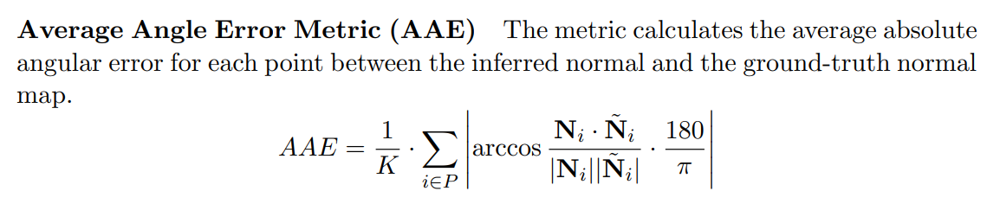 Average Angle Error Metric (AAE) The metric calculates the average absolute
angular error for each point between the inferred normal and the ground-truth normal
map.
AAE = \frac{1}{K} \cdot \sum_{i \in P} \left| \arccos \frac{\mathbf{N}_i \cdot \tilde{\mathbf{N}}_i}{|\mathbf{N}_i||\tilde{\mathbf{N}}_i|} \cdot \frac{180}{\pi} \right|